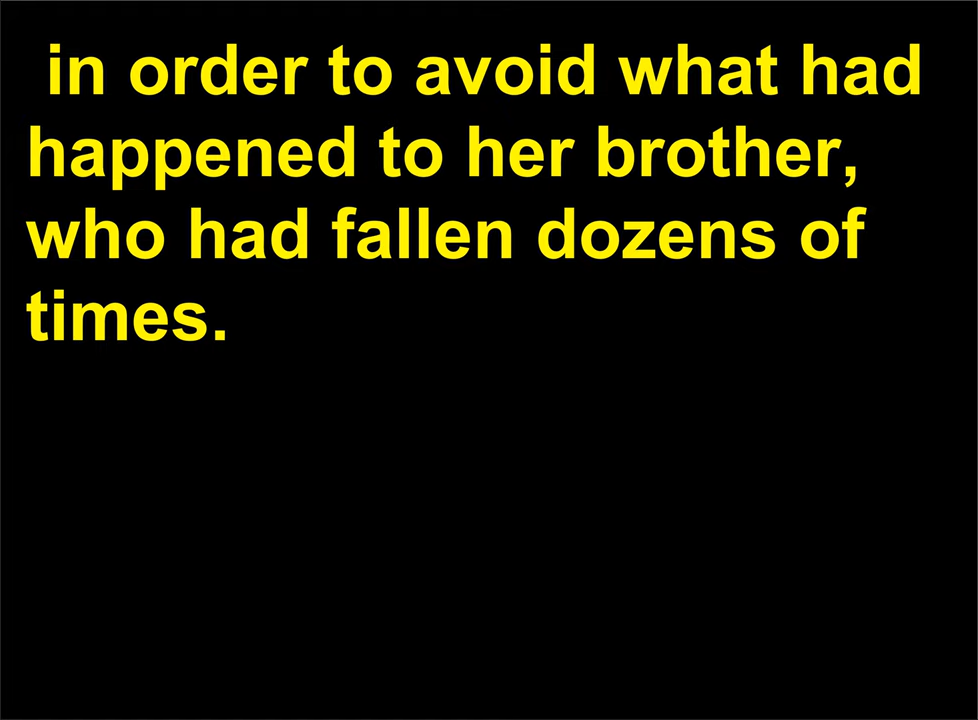 in order to avoid what had
happened to her brother,
who had fallen dozens of
times.